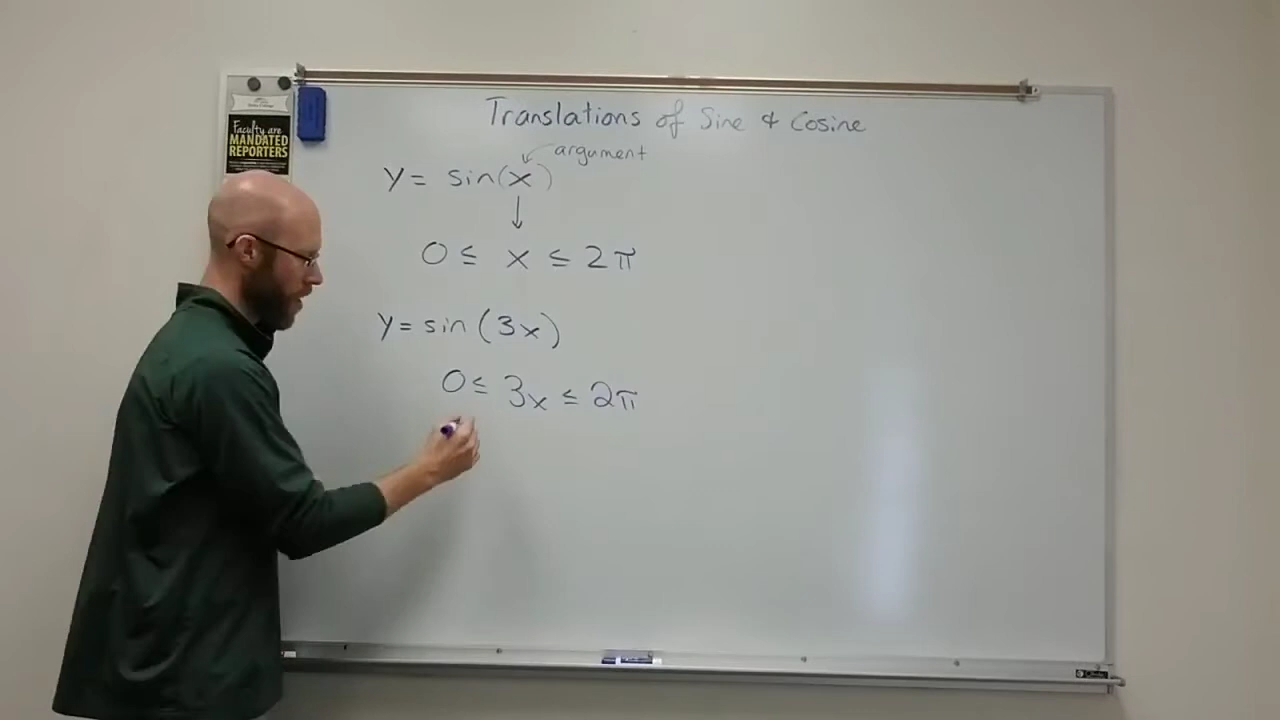 Translations of Sine & Cosine
argument
y = sin(x)
↓
0 ≤ x ≤ 2π
y = sin(3x)
0 ≤ 3x ≤ 2π
Faculty are
MANDATED
REPORTERS